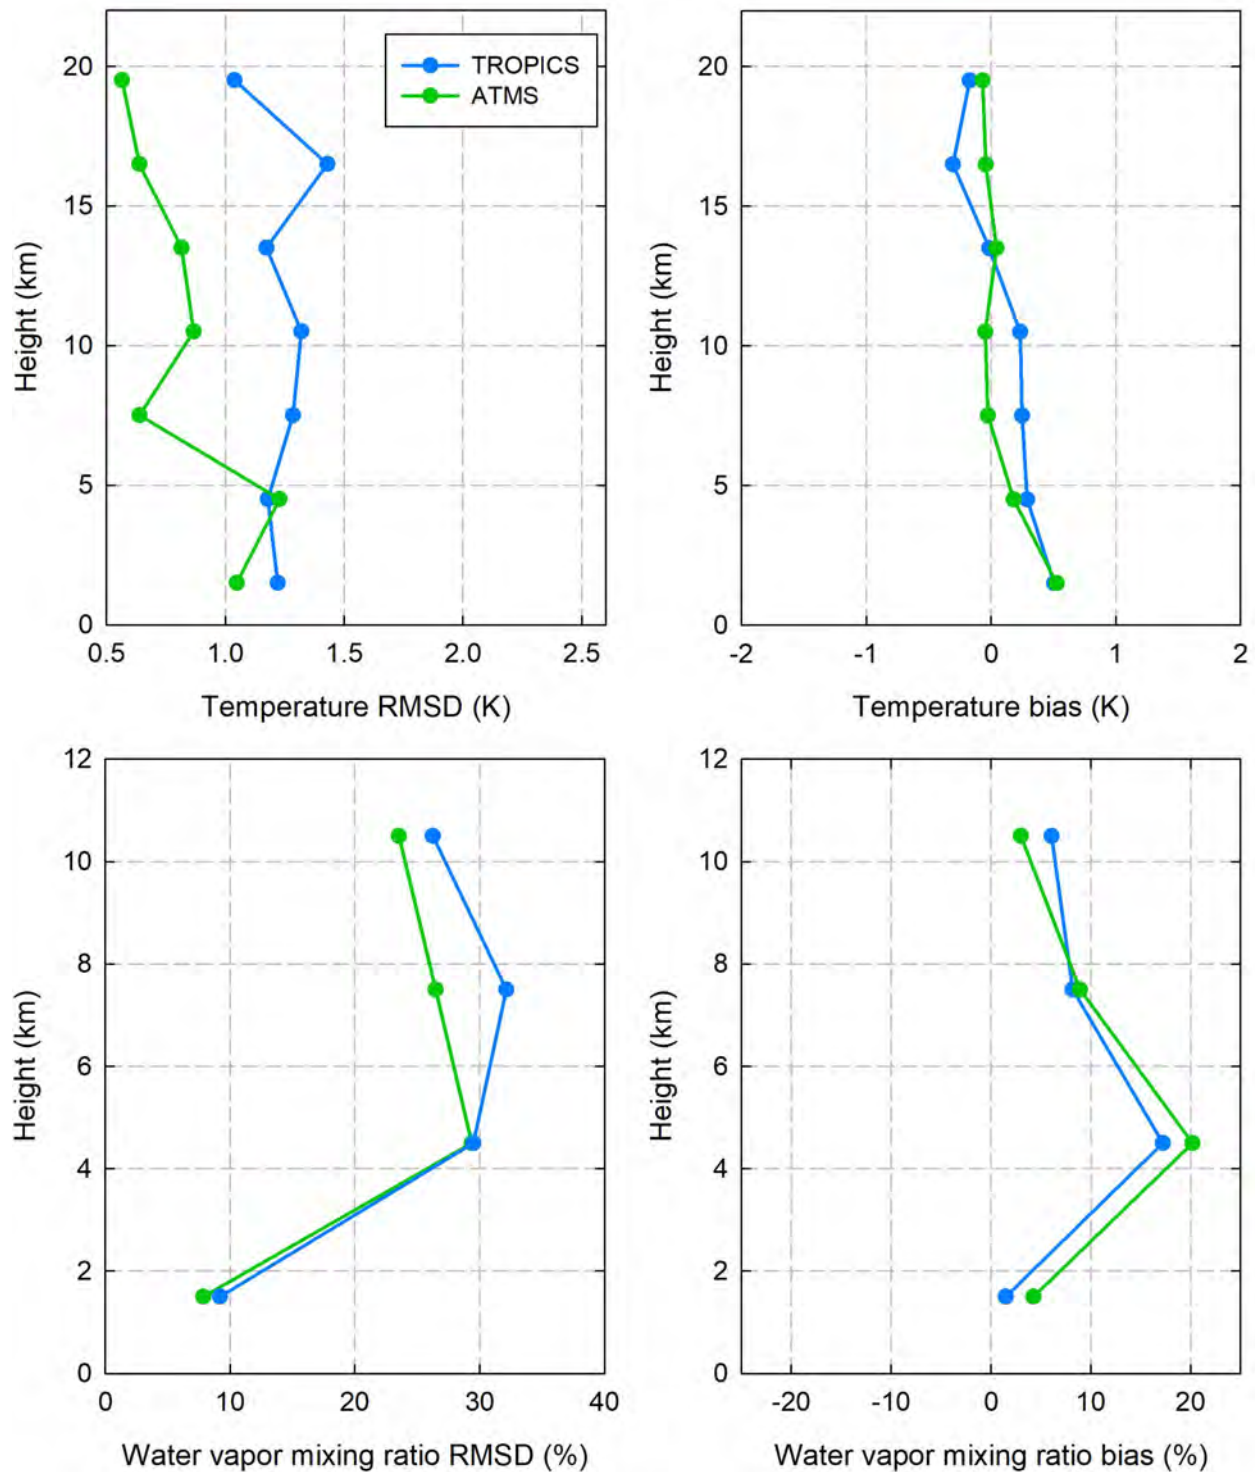 TROPICS
ATMS
20
15
10
5
0
Height (km)
0.5 1.0 1.5 2.0 2.5
Temperature RMSD (K)
20
15
10
5
0
Height (km)
-2 -1 0 1 2
Temperature bias (K)
12
10
8
6
4
2
0
Height (km)
0 10 20 30 40
Water vapor mixing ratio RMSD (%)
12
10
8
6
4
2
0
Height (km)
-20 -10 0 10 20
Water vapor mixing ratio bias (%)